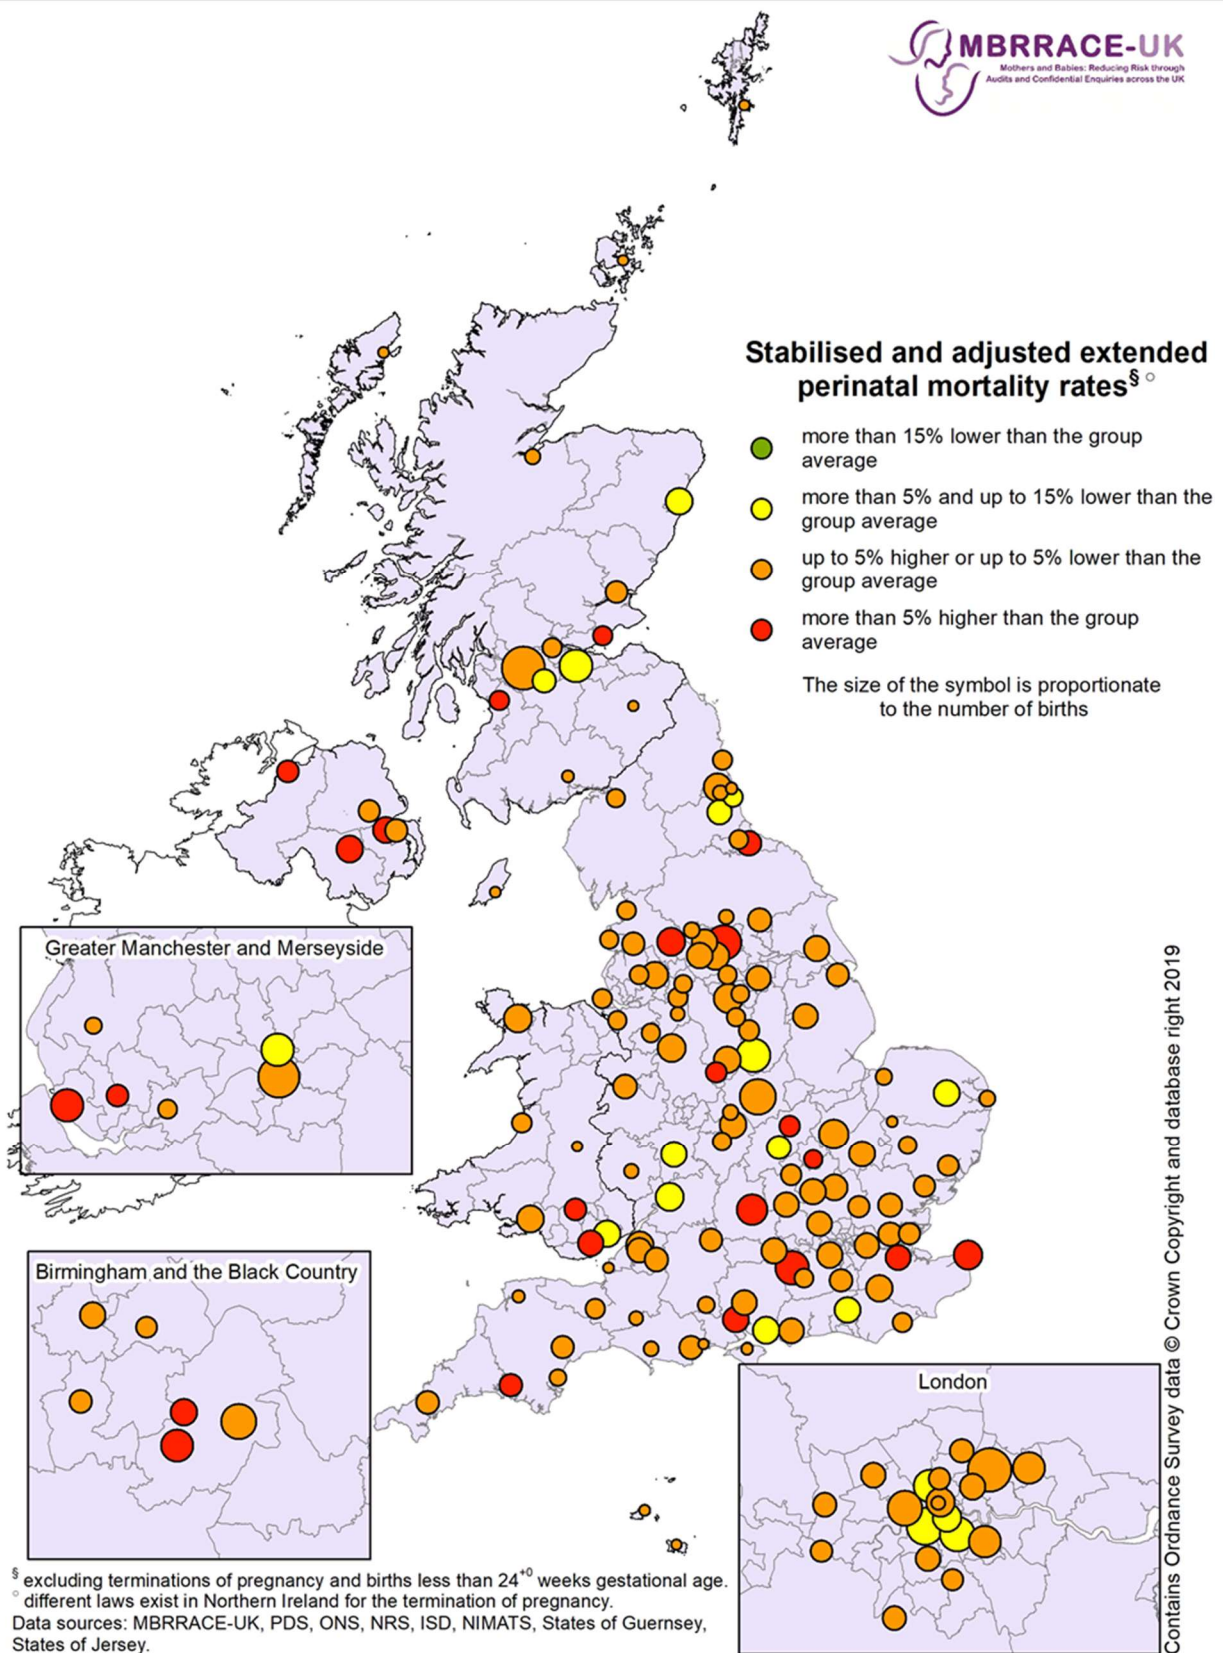 MBRRACE-UK
Mothers and Babies: Reducing Risk through
Audits and Confidential Enquiries across the UK
Stabilised and adjusted extended
perinatal mortality rates§ ○
more than 15% lower than the group
average
more than 5% and up to 15% lower than the
group average
up to 5% higher or up to 5% lower than the
group average
more than 5% higher than the group
average
The size of the symbol is proportionate
to the number of births
Greater Manchester and Merseyside
Birmingham and the Black Country
London
§ excluding terminations of pregnancy and births less than 24+0 weeks gestational age.
○ different laws exist in Northern Ireland for the termination of pregnancy.
Data sources: MBRRACE-UK, PDS, ONS, NRS, ISD, NIMATS, States of Guernsey,
States of Jersey.
Contains Ordnance Survey data © Crown Copyright and database right 2019